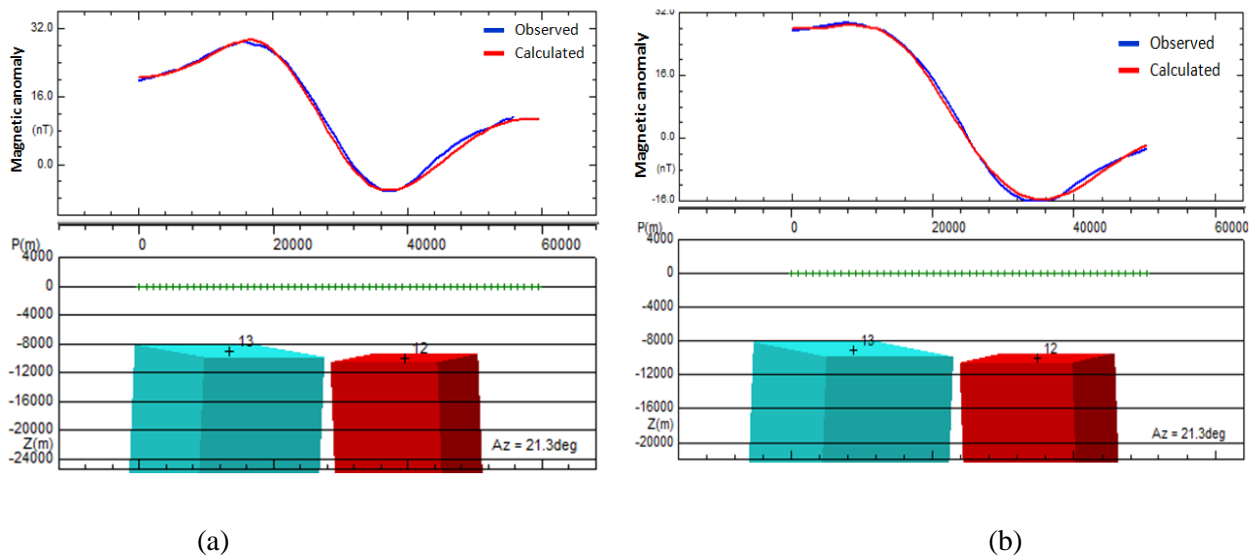 32.0
Observed
Calculated
16.0
(nT)
0.0
Magnetic anomaly
P(m)
0
20000
40000
60000
4000
0
-4000
-8000
13
12
-12000
-16000
-20000
Z(m)
Az = 21.3deg
-24000
(a)
32.0
Observed
Calculated
16.0
0.0
(nT)
-16.0
Magnetic anomaly
P(m)
0
20000
40000
60000
4000
0
-4000
-8000
13
12
-12000
-16000
Z(m)
Az = 21.3deg
-20000
(b)